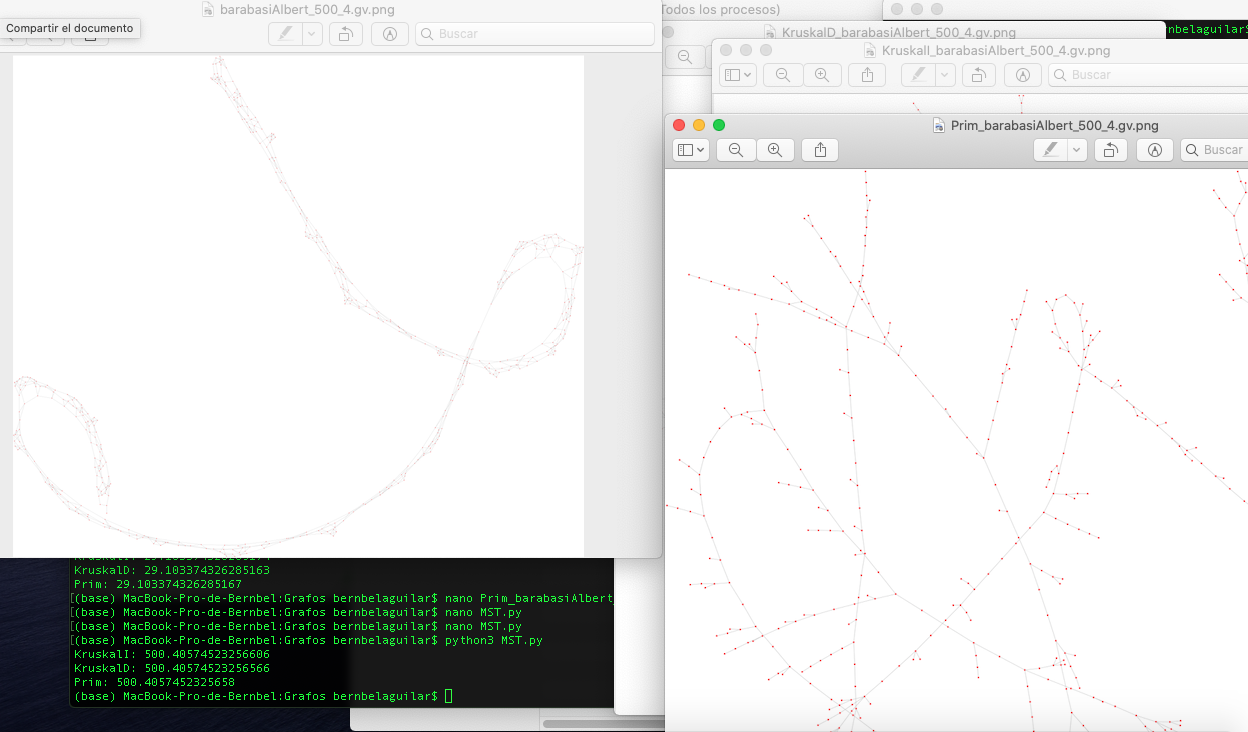 barabasiAlbert_500_4.gv.png
Compartir el documento
Buscar
Todos los procesos)
KruskalD_barabasiAlbert_500_4.gv.png
KruskalI_barabasiAlbert_500_4.gv.png
Buscar
Prim_barabasiAlbert_500_4.gv.png
Buscar
KruskalD: 29.103374326285163
Prim: 29.103374326285167
[(base) MacBook-Pro-de-Bernbel:Grafos bernbelaguilar$ nano Prim_barabasiAlbert_
[(base) MacBook-Pro-de-Bernbel:Grafos bernbelaguilar$ nano MST.py
[(base) MacBook-Pro-de-Bernbel:Grafos bernbelaguilar$ nano MST.py
[(base) MacBook-Pro-de-Bernbel:Grafos bernbelaguilar$ python3 MST.py
KruskalI: 500.40574523256606
KruskalD: 500.40574523256566
Prim: 500.4057452325658
(base) MacBook-Pro-de-Bernbel:Grafos bernbelaguilar$